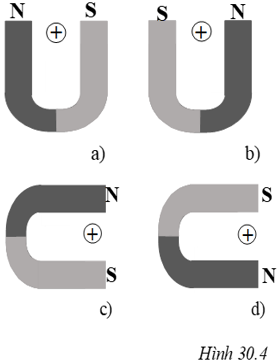 N S S N
+ +
a) b)
N S
+ +
S N
c) d)
Hình 30.4